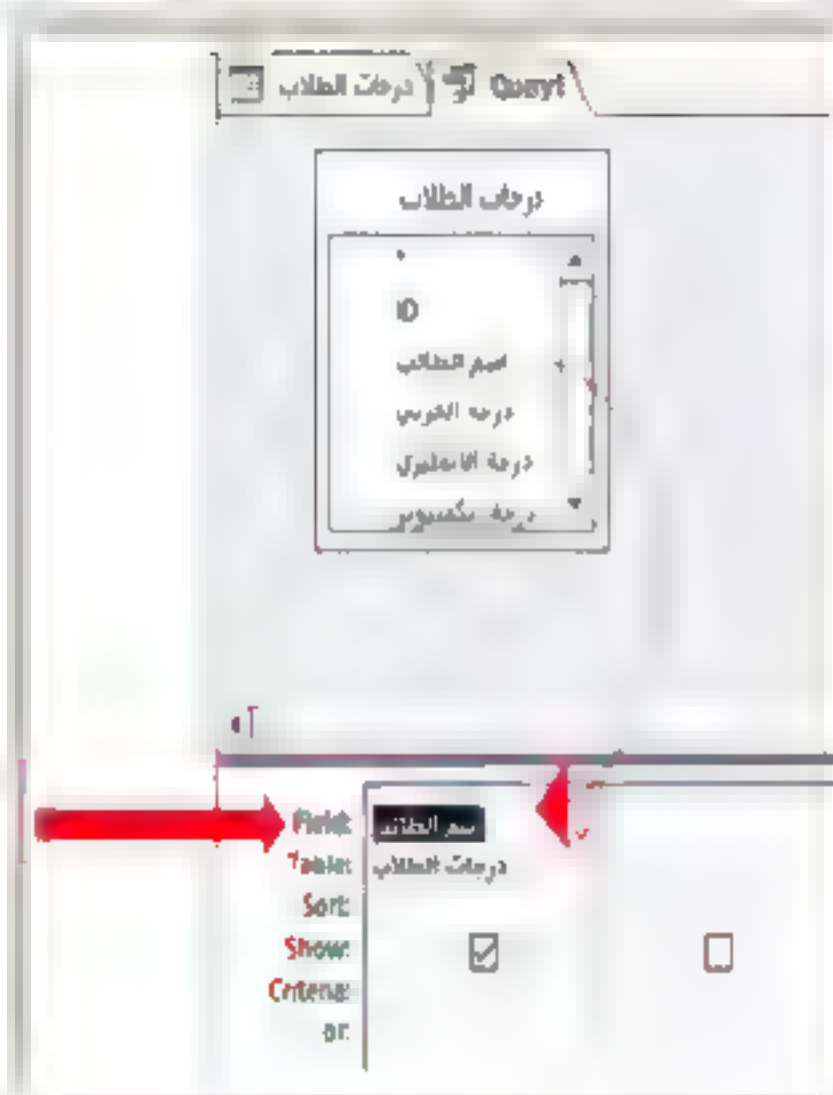 درجات الطلاب Query1
درجات الطلاب
*
ID
اسم الطالب
درجة العربي
درجة الانجليزي
درجة
Field: اسم الطالب
Table: درجات الطلاب
Sort:
Show:
Criteria:
or: